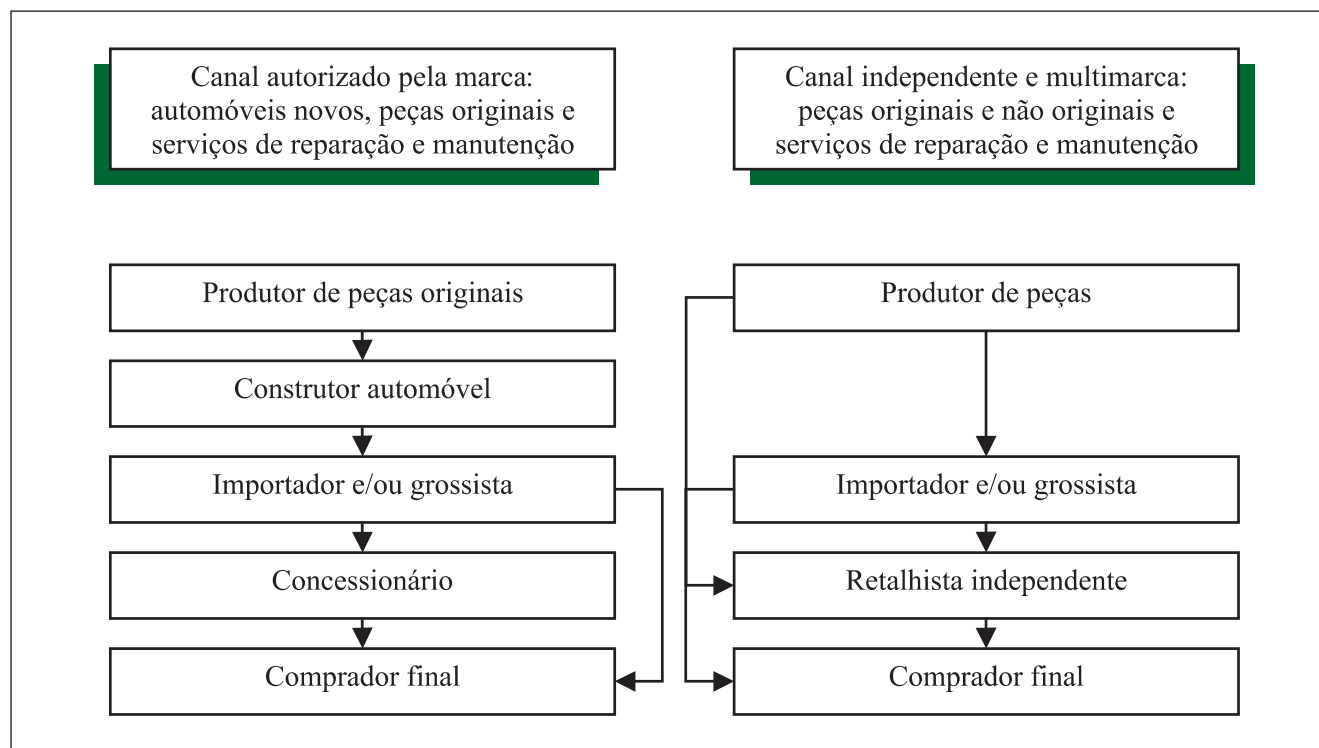 Canal autorizado pela marca:
automóveis novos, peças originais e
serviços de reparação e manutenção
Canal independente e multimarca:
peças originais e não originais e
serviços de reparação e manutenção
Produtor de peças originais
Construtor automóvel
Importador e/ou grossista
Concessionário
Comprador final
Produtor de peças
Importador e/ou grossista
Retalhista independente
Comprador final